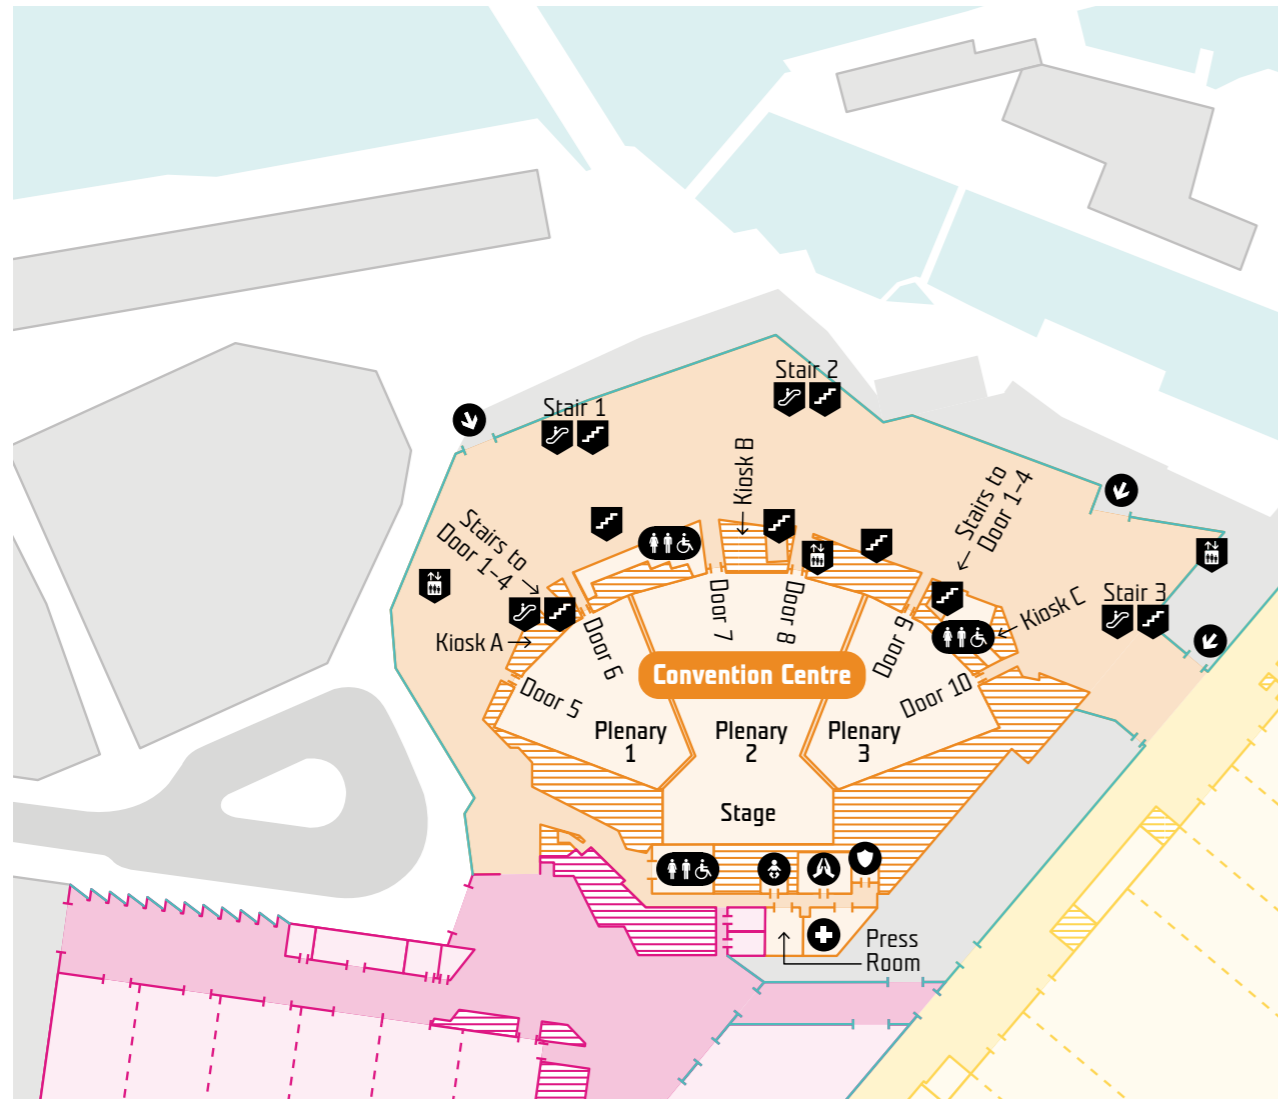 Stair 2
Stair 1
Kiosk B
Stairs to
Door 1-4
Stairs to
Door 1-4
Stair 3
Kiosk C
Kiosk A
Door 5
Door 6
Door 7
Door 8
Door 9
Door 10
Convention Centre
Plenary
1
Plenary
2
Plenary
3
Stage
Press
Room